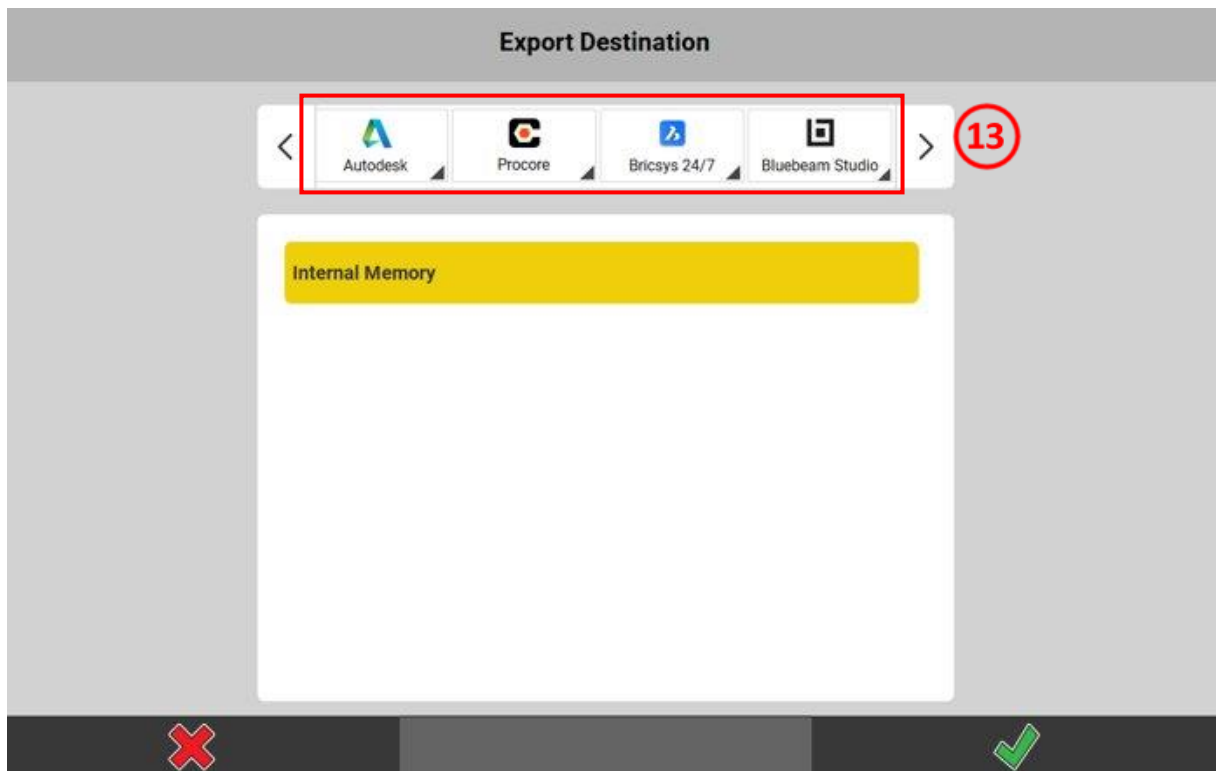 Export Destination
Autodesk Procore Bricsys 24/7 Bluebeam Studio
13
Internal Memory